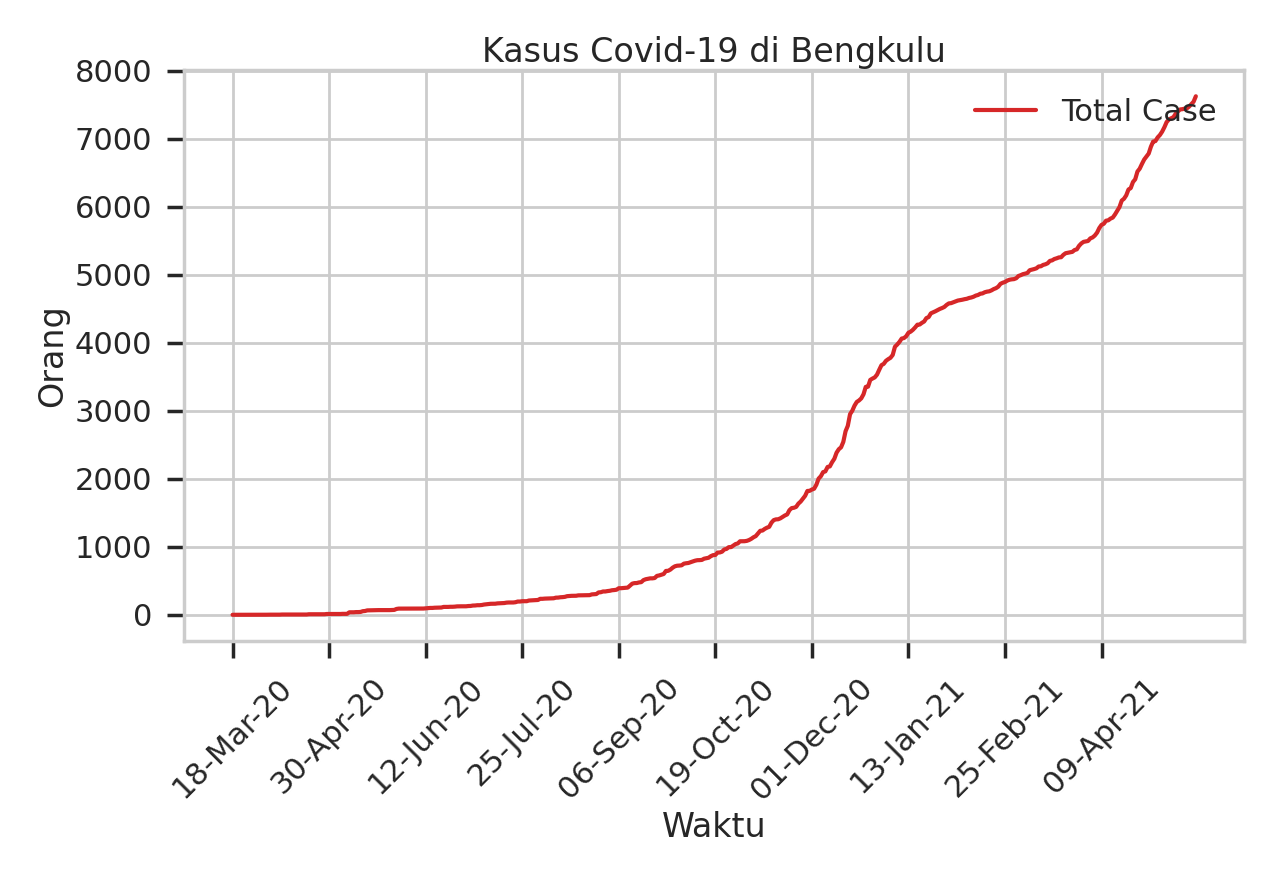 Kasus Covid-19 di Bengkulu
Total Case
8000
7000
6000
5000
4000
3000
2000
1000
0
Orang
18-Mar-20
30-Apr-20
12-Jun-20
25-Jul-20
06-Sep-20
19-Oct-20
01-Dec-20
13-Jan-21
25-Feb-21
09-Apr-21
Waktu